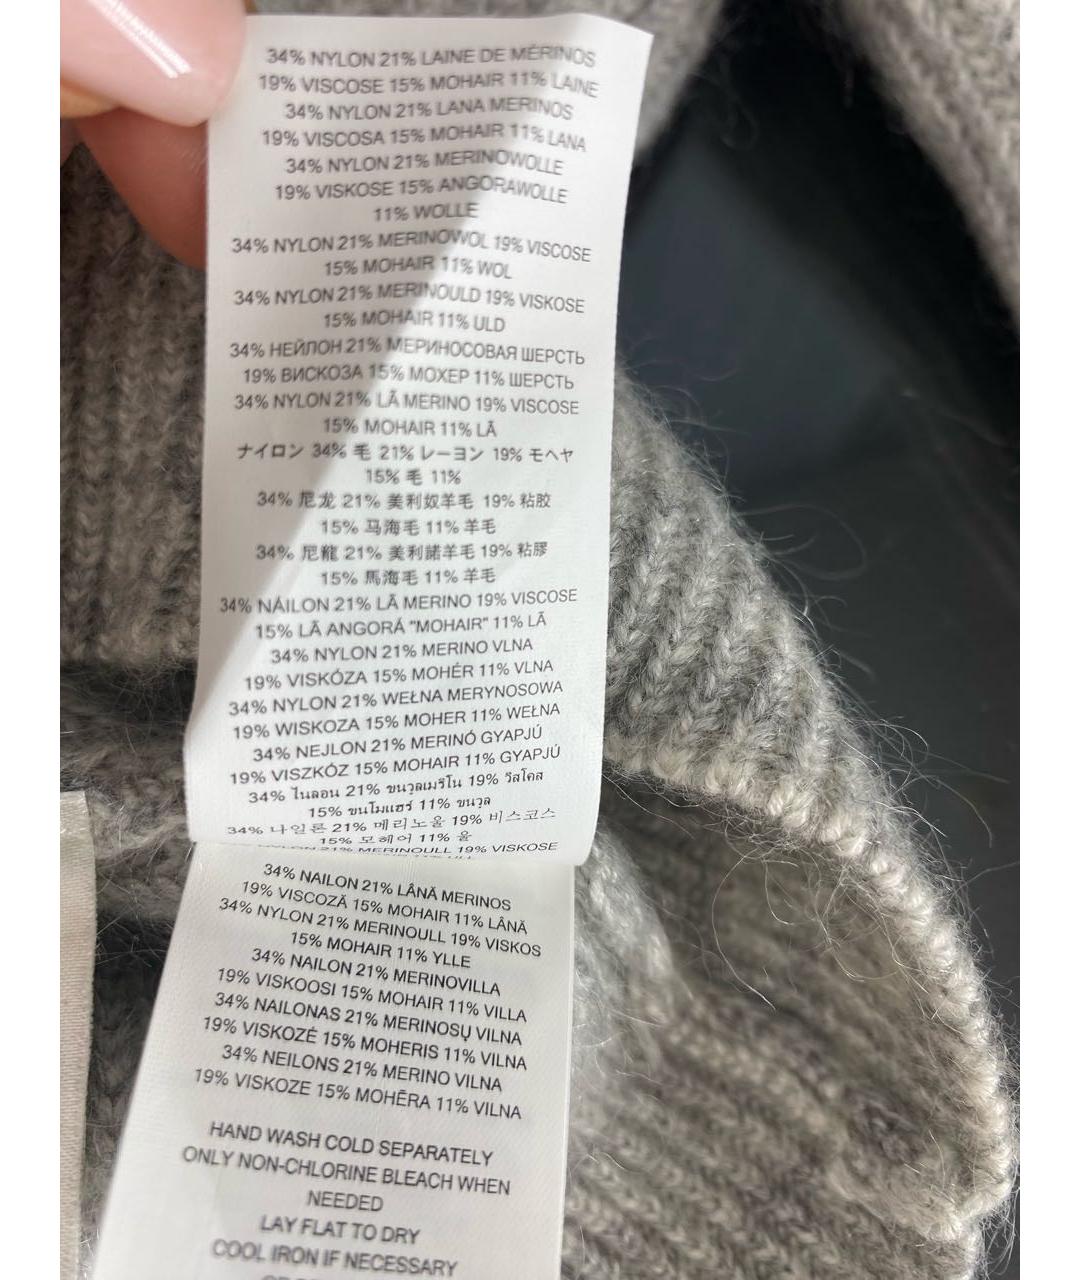 34% NYLON 21% LAINE DE MÉRINOS
19% VISCOSE 15% MOHAIR 11% LAINE
34% NYLON 21% LANA MERINOS
19% VISCOSA 15% MOHAIR 11% LANA
34% NYLON 21% MERINOWOLLE
19% VISKOSE 15% ANGORAWOLLE
11% WOLLE
34% NYLON 21% MERINOWOL 19% VISCOSE
15% MOHAIR 11% WOL
34% NYLON 21% MERINOULD 19% VISKOSE
15% MOHAIR 11% ULD
34% НЕЙЛОН 21% МЕРИНОСОВАЯ ШЕРСТЬ
19% ВИСКОЗА 15% МОХЕР 11% ШЕРСТЬ
34% NYLON 21% LÃ MERINO 19% VISCOSE
15% MOHAIR 11% LÃ
ナイロン 34% 毛 21% レーヨン 19% モヘヤ
15% 毛 11%
34% 尼龙 21% 美利奴羊毛 19% 粘胶
15% 马海毛 11% 羊毛
34% 尼龍 21% 美利諾羊毛 19% 粘膠
15% 馬海毛 11% 羊毛
34% NÁILON 21% LÃ MERINO 19% VISCOSE
15% LÃ ANGORÁ "MOHAIR" 11% LÃ
34% NYLON 21% MERINO VLNA
19% VISKÓZA 15% MOHÉR 11% VLNA
34% NYLON 21% WEŁNA MERYNOSOWA
19% WISKOZA 15% MOHER 11% WEŁNA
34% NEJLON 21% MERINÓ GYAPJÚ
19% VISZKÓZ 15% MOHAIR 11% GYAPJÚ
34% ไนลอน 21% ขนวูลเมริโน 19% วิสโคส
15% ขนโมแฮร์ 11% ขนวูล
34% 나일론 21% 메리노울 19% 비스코스
15% 모헤어 11% 울
NYLON 21% MERINOULL 19% VISKOSE
34% NAILON 21% LÂNĂ MERINOS
19% VISCOZĂ 15% MOHAIR 11% LÂNĂ
34% NYLON 21% MERINOULL 19% VISKOS
15% MOHAIR 11% YLLE
34% NAILON 21% MERINOVILLA
19% VISKOOSI 15% MOHAIR 11% VILLA
34% NAILONAS 21% MERINOSŲ VILNA
19% VISKOZĖ 15% MOHERIS 11% VILNA
34% NEILONS 21% MERINO VILNA
19% VISKOZE 15% MOHĒRA 11% VILNA
HAND WASH COLD SEPARATELY
ONLY NON-CHLORINE BLEACH WHEN
NEEDED
LAY FLAT TO DRY
COOL IRON IF NECESSARY